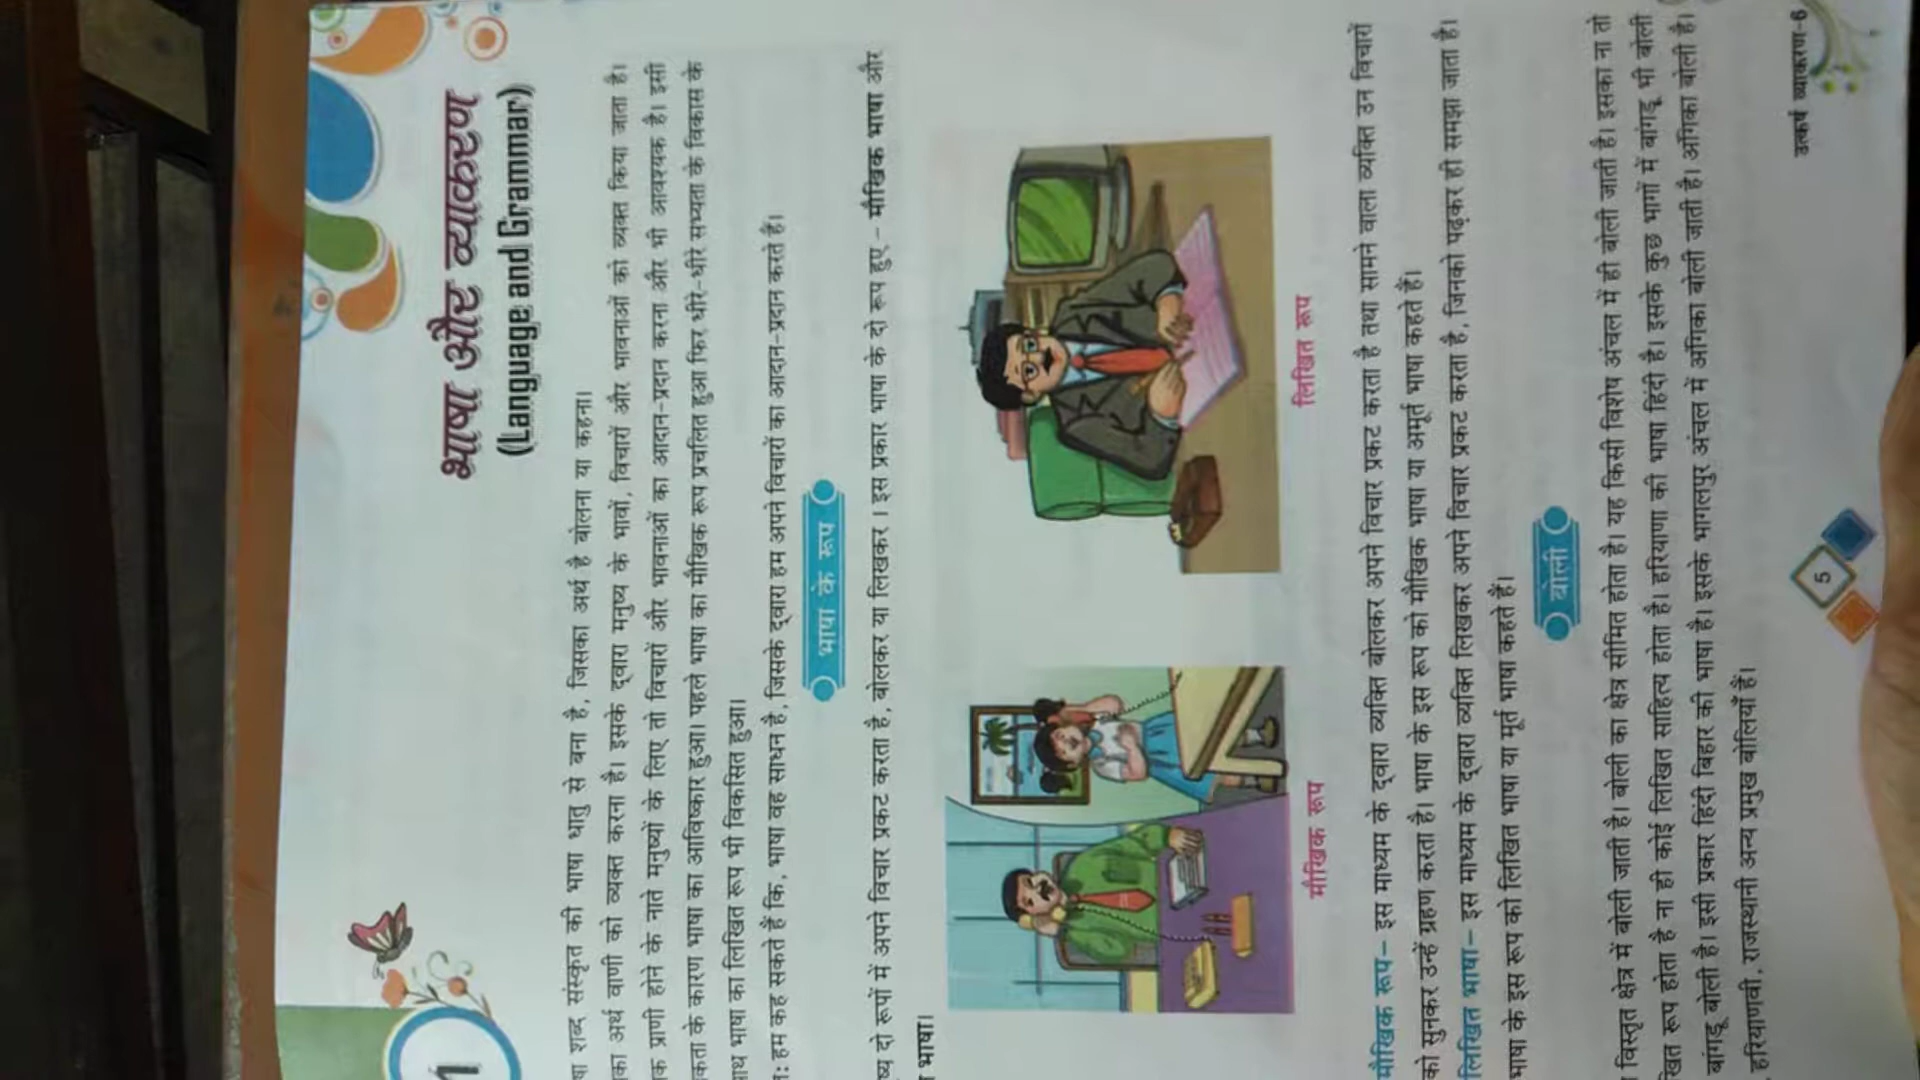 1
भाषा और व्याकरण
(Language and Grammar)
शब्द संस्कृत की भाषा धातु से बना है, जिसका अर्थ है बोलना या कहना।
अर्थ वाणी को व्यक्त करना है। इसके द्वारा मनुष्य के भावों, विचारों और भावनाओं को व्यक्त किया जाता है।
प्राणी होने के नाते मनुष्यों के लिए तो विचारों और भावनाओं का आदान-प्रदान करना और भी आवश्यक है। इसी
के कारण भाषा का आविष्कार हुआ। पहले भाषा का मौखिक रूप प्रचलित हुआ फिर धीरे-धीरे सभ्यता के विकास के
भाषा का लिखित रूप भी विकसित हुआ।
हम कह सकते हैं कि, भाषा वह साधन है, जिसके द्वारा हम अपने विचारों का आदान-प्रदान करते हैं।
भाषा के रूप
दो रूपों में अपने विचार प्रकट करता है, बोलकर या लिखकर । इस प्रकार भाषा के दो रूप हुए – मौखिक भाषा और
भाषा।
मौखिक रूप
लिखित रूप
मौखिक रूप– इस माध्यम के द्वारा व्यक्ति बोलकर अपने विचार प्रकट करता है तथा सामने वाला व्यक्ति उन विचारों
को सुनकर उन्हें ग्रहण करता है। भाषा के इस रूप को मौखिक भाषा या अमूर्त भाषा कहते हैं।
लिखित भाषा– इस माध्यम के द्वारा व्यक्ति लिखकर अपने विचार प्रकट करता है, जिनको पढ़कर ही समझा जाता है।
भाषा के इस रूप को लिखित भाषा या मूर्त भाषा कहते हैं।
बोली
विस्तृत क्षेत्र में बोली जाती है। बोली का क्षेत्र सीमित होता है। यह किसी विशेष अंचल में ही बोली जाती है। इसका ना तो
रूप होता है ना ही कोई लिखित साहित्य होता है। हरियाणा की भाषा हिंदी है। इसके कुछ भागों में बांगडू भी बोली
बांगडू बोली है। इसी प्रकार हिंदी बिहार की भाषा है। इसके भागलपुर अंचल में अंगिका बोली जाती है। अंगिका बोली है।
हरियाणवी, राजस्थानी अन्य प्रमुख बोलियाँ हैं।
5
उत्कर्ष व्याकरण-6